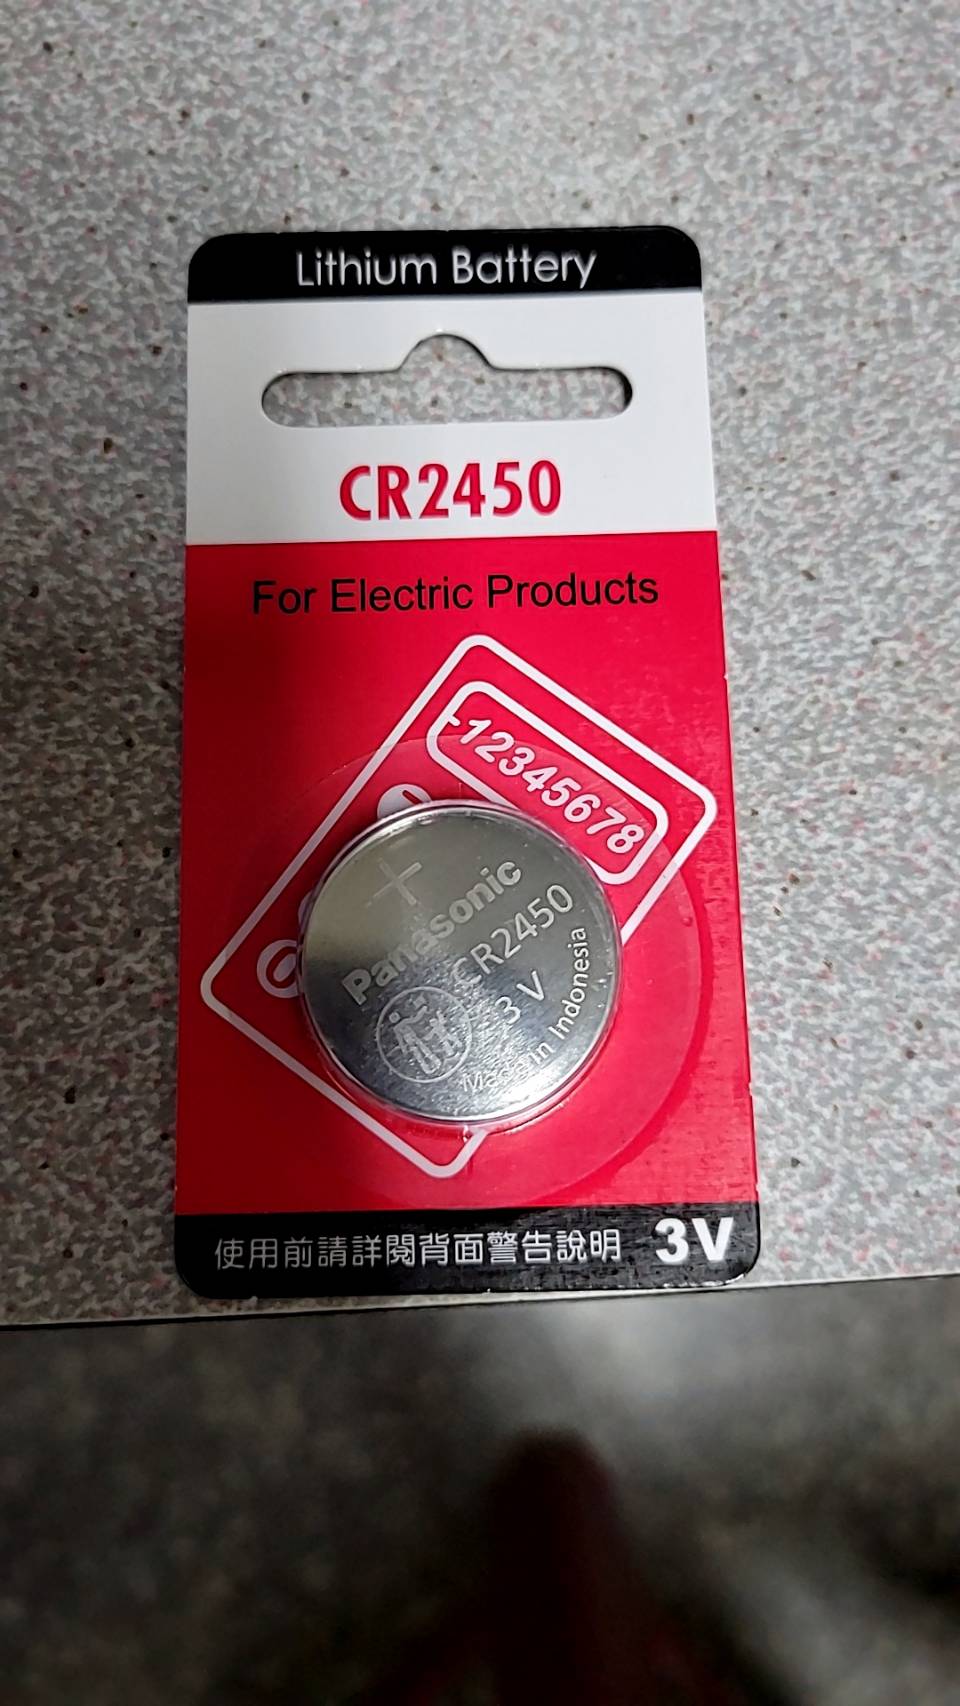 Lithium Battery
CR2450
For Electric Products
-12345678
+
Panasonic
CR2450
3 V
Made in Indonesia
使用前請詳閱背面警告說明 3V